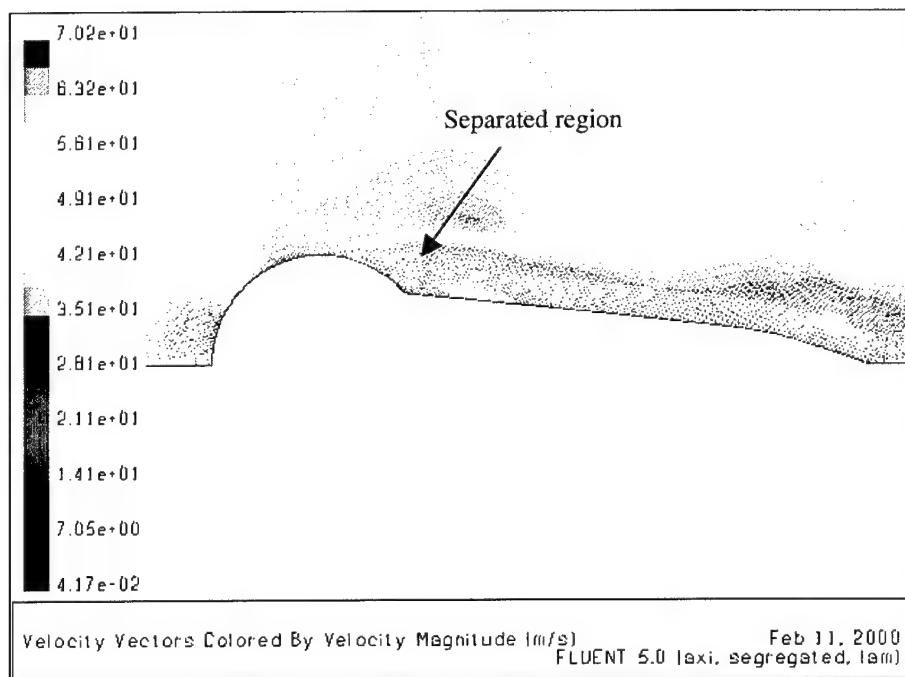 7.02e+01
6.32e+01
5.61e+01
4.91e+01
4.21e+01
3.51e+01
2.81e+01
2.11e+01
1.41e+01
7.05e+00
4.17e-02
Separated region
Velocity Vectors Colored By Velocity Magnitude (m/s)
Feb 11, 2000
FLUENT 5.0 (axi, segregated, lam)